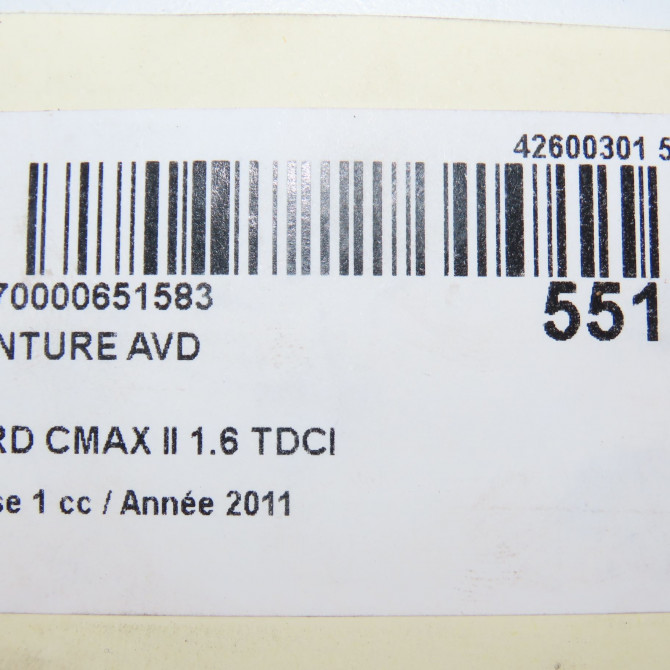 42600301 5
70000651583
551
NTURE AVD
RD CMAX II 1.6 TDCI
se 1 cc / Année 2011